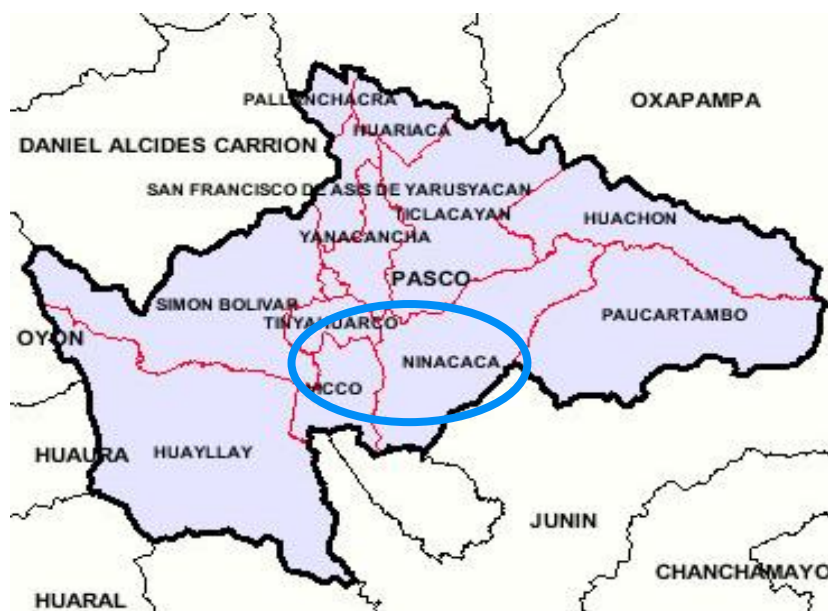 PALLANCHACRA
OXAPAMPA
HUARIACA
DANIEL ALCIDES CARRION
SAN FRANCISCO DE ASIS DE YARUSYACAN
TICLACAYAN
HUACHON
YANACANCHA
PASCO
SIMON BOLIVAR
PAUCARTAMBO
TINYAHUARCO
OYON
NINACACA
VICCO
HUAURA
HUAYLLAY
JUNIN
CHANCHAMAYO
HUARAL